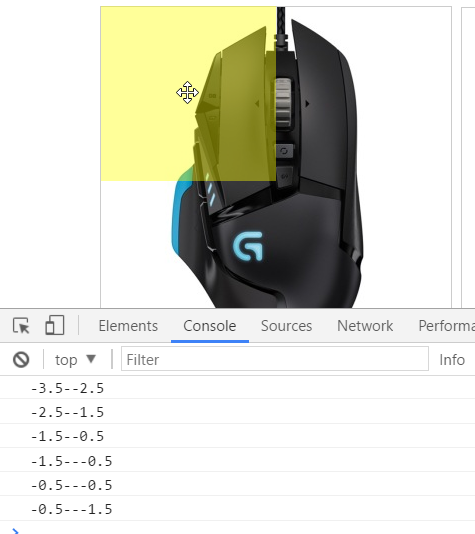 G
Elements Console Sources Network Performa
top ▼ Filter Info
-3.5--2.5
-2.5--1.5
-1.5--0.5
-1.5---0.5
-0.5---0.5
-0.5---1.5
>